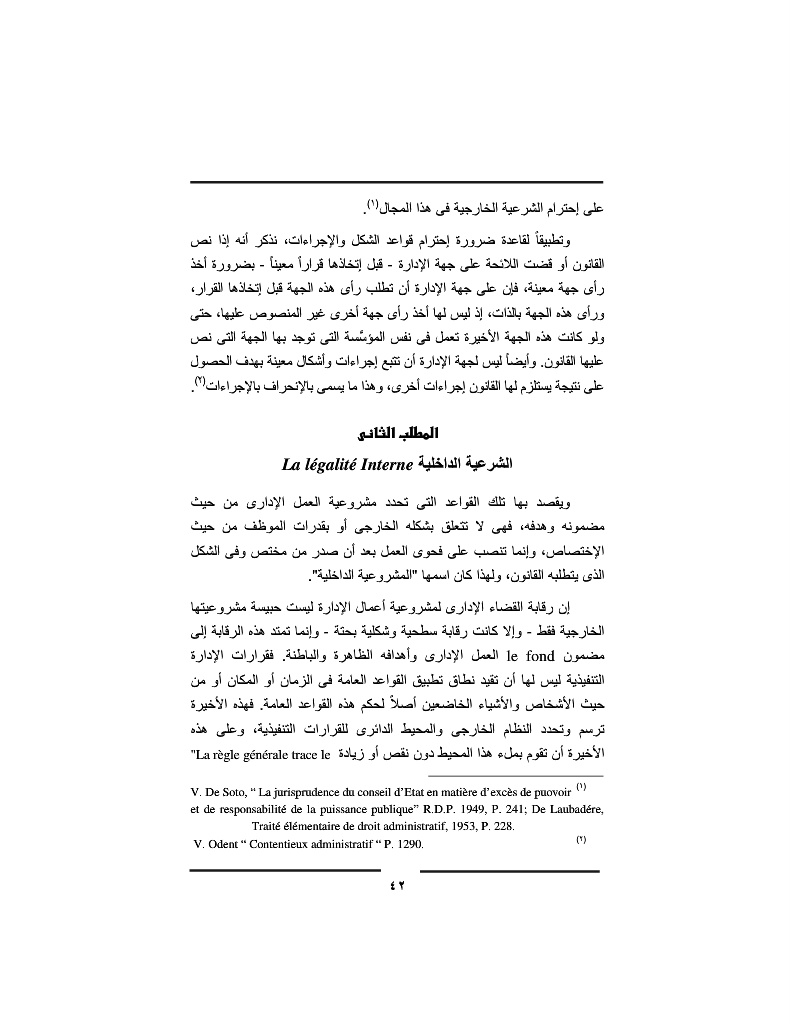 على إحترام الشرعية الخارجية فى هذا المجال(١).
وتطبيقاً لقاعدة ضرورة إحترام قواعد الشكل والإجراءات، نذكر أنه إذا نص
القانون أو قضت اللائحة على جهة الإدارة - قبل إتخاذها قراراً معيناً - بضرورة أخذ
رأى جهة معينة، فإن على جهة الإدارة أن تطلب رأى هذه الجهة قبل إتخاذها القرار،
ورأى هذه الجهة بالذات، إذ ليس لها أخذ رأى جهة أخرى غير المنصوص عليها، حتى
ولو كانت هذه الجهة الأخيرة تعمل فى نفس المؤسَّسة التى توجد بها الجهة التى نص
عليها القانون. وأيضاً ليس لجهة الإدارة أن تتبع إجراءات وأشكال معينة بهدف الحصول
على نتيجة يستلزم لها القانون إجراءات أخرى، وهذا ما يسمى بالإنحراف بالإجراءات(٢).
المطلب الثانى
الشرعية الداخلية La légalité Interne
ويقصد بها تلك القواعد التى تحدد مشروعية العمل الإدارى من حيث
مضمونه وهدفه، فهى لا تتعلق بشكله الخارجى أو بقدرات الموظف من حيث
الإختصاص، وإنما تنصب على فحوى العمل بعد أن صدر من مختص وفى الشكل
الذى يتطلبه القانون، ولهذا كان اسمها "المشروعية الداخلية".
إن رقابة القضاء الإدارى لمشروعية أعمال الإدارة ليست حبيسة مشروعيتها
الخارجية فقط - وإلا كانت رقابة سطحية وشكلية بحتة - وإنما تمتد هذه الرقابة إلى
مضمون le fond العمل الإدارى وأهدافه الظاهرة والباطنة. فقرارات الإدارة
التنفيذية ليس لها أن تقيد نطاق تطبيق القواعد العامة فى الزمان أو المكان أو من
حيث الأشخاص والأشياء الخاضعين أصلاً لحكم هذه القواعد العامة. فهذه الأخيرة
ترسم وتحدد النظام الخارجى والمحيط الدائرى للقرارات التنفيذية، وعلى هذه
الأخيرة أن تقوم بملء هذا المحيط دون نقص أو زيادة La règle générale trace le"
(١) V. De Soto, “ La jurisprudence du conseil d’Etat en matière d’excès de puovoir
et de responsabilité de la puissance publique” R.D.P. 1949, P. 241; De Laubadére,
Traité élémentaire de droit administratif, 1953, P. 228.
(٢) V. Odent “ Contentieux administratif “ P. 1290.
٤٢